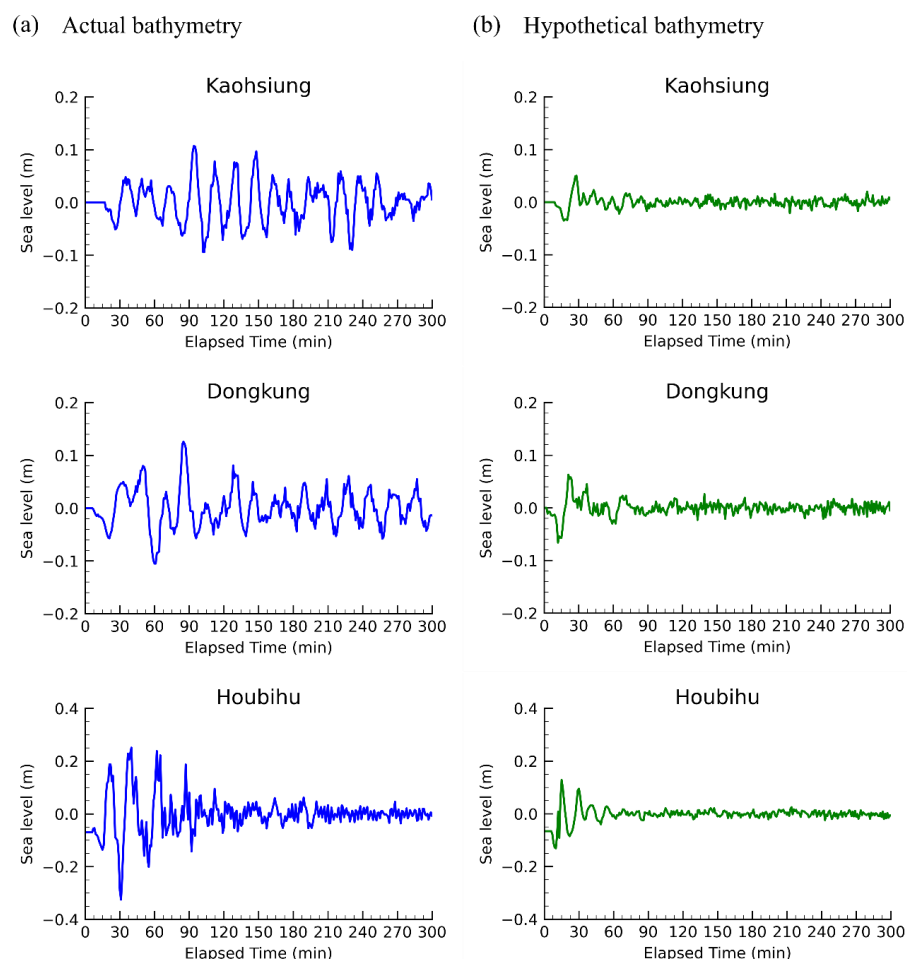 (a) Actual bathymetry
(b) Hypothetical bathymetry
Kaohsiung
0.2
0.1
0.0
−0.1
−0.2
Sea level (m)
0 30 60 90 120 150 180 210 240 270 300
Elapsed Time (min)
Kaohsiung
0.2
0.1
0.0
−0.1
−0.2
Sea level (m)
0 30 60 90 120 150 180 210 240 270 300
Elapsed Time (min)
Dongkung
0.2
0.1
0.0
−0.1
−0.2
Sea level (m)
0 30 60 90 120 150 180 210 240 270 300
Elapsed Time (min)
Dongkung
0.2
0.1
0.0
−0.1
−0.2
Sea level (m)
0 30 60 90 120 150 180 210 240 270 300
Elapsed Time (min)
Houbihu
0.4
0.2
0.0
−0.2
−0.4
Sea level (m)
0 30 60 90 120 150 180 210 240 270 300
Elapsed Time (min)
Houbihu
0.4
0.2
0.0
−0.2
−0.4
Sea level (m)
0 30 60 90 120 150 180 210 240 270 300
Elapsed Time (min)